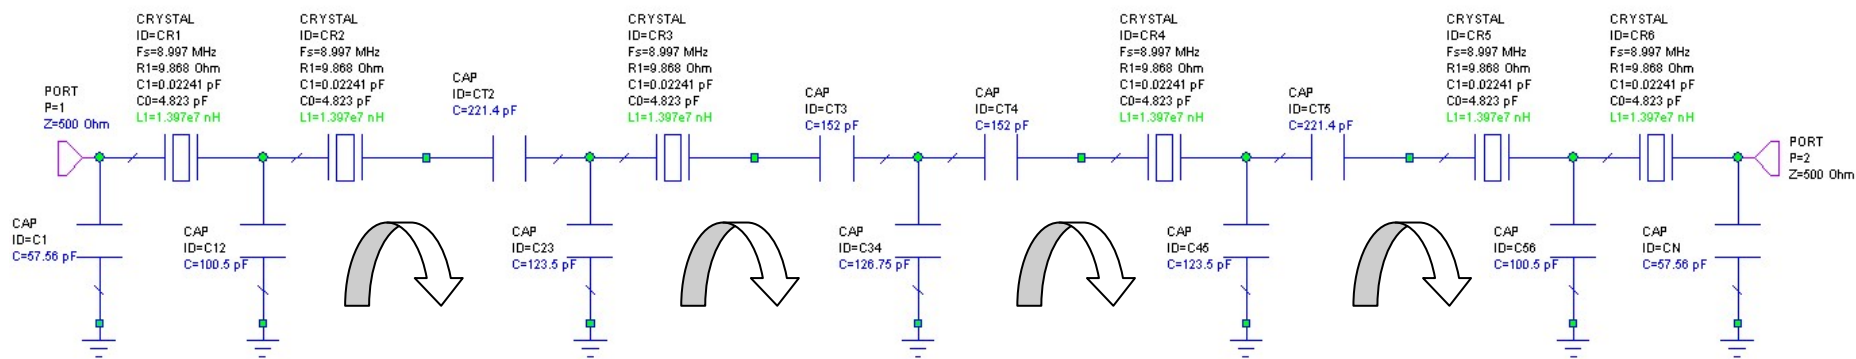 PORT
P=1
Z=500 Ohm
CAP
ID=C1
C=57.56 pF
CRYSTAL
ID=CR1
Fs=8.997 MHz
R1=9.868 Ohm
C1=0.02241 pF
C0=4.823 pF
L1=1.397e7 nH
CAP
ID=C12
C=100.5 pF
CRYSTAL
ID=CR2
Fs=8.997 MHz
R1=9.868 Ohm
C1=0.02241 pF
C0=4.823 pF
L1=1.397e7 nH
CAP
ID=CT2
C=221.4 pF
CAP
ID=C23
C=123.5 pF
CRYSTAL
ID=CR3
Fs=8.997 MHz
R1=9.868 Ohm
C1=0.02241 pF
C0=4.823 pF
L1=1.397e7 nH
CAP
ID=CT3
C=152 pF
CAP
ID=C34
C=126.75 pF
CAP
ID=CT4
C=152 pF
CRYSTAL
ID=CR4
Fs=8.997 MHz
R1=9.868 Ohm
C1=0.02241 pF
C0=4.823 pF
L1=1.397e7 nH
CAP
ID=C45
C=123.5 pF
CAP
ID=CT5
C=221.4 pF
CRYSTAL
ID=CR5
Fs=8.997 MHz
R1=9.868 Ohm
C1=0.02241 pF
C0=4.823 pF
L1=1.397e7 nH
CAP
ID=C56
C=100.5 pF
CRYSTAL
ID=CR6
Fs=8.997 MHz
R1=9.868 Ohm
C1=0.02241 pF
C0=4.823 pF
L1=1.397e7 nH
CAP
ID=CN
C=57.56 pF
PORT
P=2
Z=500 Ohm